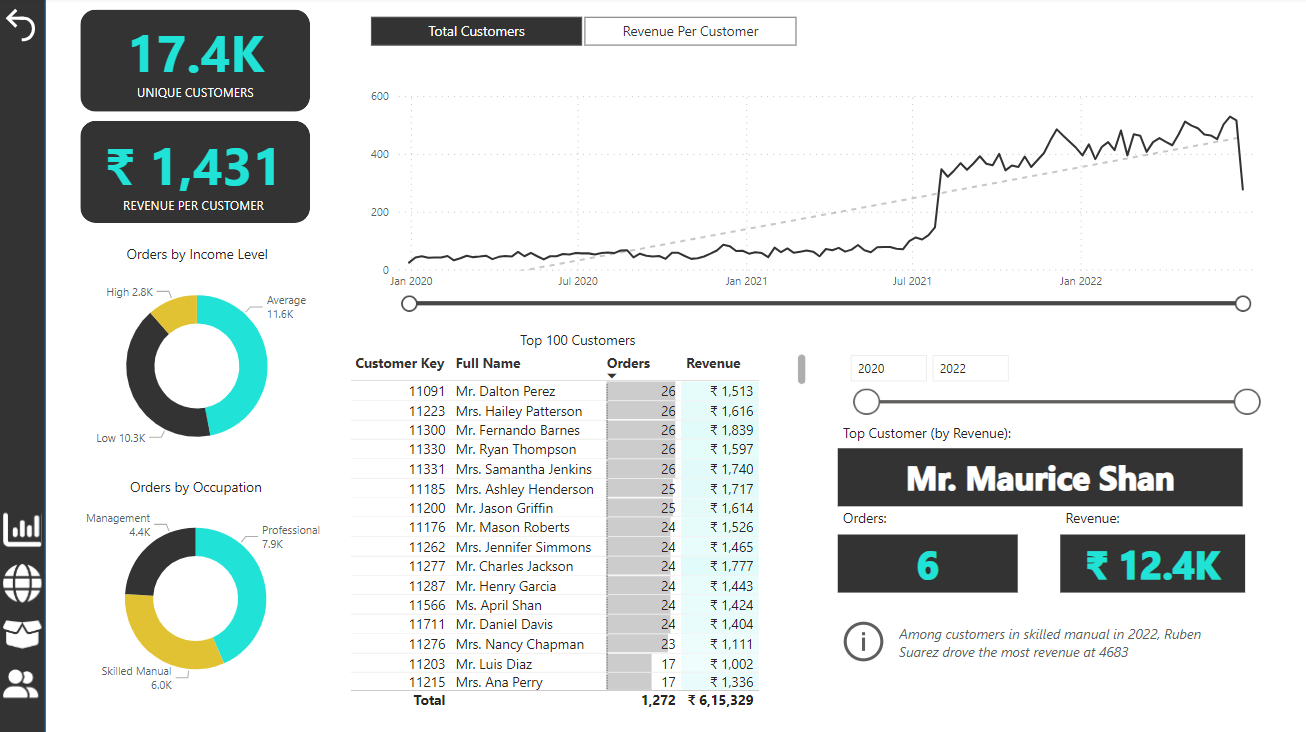 17.4K
UNIQUE CUSTOMERS
₹ 1,431
REVENUE PER CUSTOMER
Orders by Income Level
High 2.8K
Average
11.6K
Low 10.3K
Orders by Occupation
Management
4.4K
Professional
7.9K
Skilled Manual
6.0K
Total Customers
Revenue Per Customer
600
400
200
0
Jan 2020 Jul 2020 Jan 2021 Jul 2021 Jan 2022
Top 100 Customers
Customer Key Full Name Orders Revenue
11091 Mr. Dalton Perez 26 ₹ 1,513
11223 Mrs. Hailey Patterson 26 ₹ 1,616
11300 Mr. Fernando Barnes 26 ₹ 1,839
11330 Mr. Ryan Thompson 26 ₹ 1,597
11331 Mrs. Samantha Jenkins 26 ₹ 1,740
11185 Mrs. Ashley Henderson 25 ₹ 1,717
11200 Mr. Jason Griffin 25 ₹ 1,614
11176 Mr. Mason Roberts 24 ₹ 1,526
11262 Mrs. Jennifer Simmons 24 ₹ 1,465
11277 Mr. Charles Jackson 24 ₹ 1,777
11287 Mr. Henry Garcia 24 ₹ 1,443
11566 Ms. April Shan 24 ₹ 1,424
11711 Mr. Daniel Davis 24 ₹ 1,404
11276 Mrs. Nancy Chapman 23 ₹ 1,111
11203 Mr. Luis Diaz 17 ₹ 1,002
11215 Mrs. Ana Perry 17 ₹ 1,336
Total 1,272 ₹ 6,15,329
2020 2022
Top Customer (by Revenue):
Mr. Maurice Shan
Orders: Revenue:
6 ₹ 12.4K
Among customers in skilled manual in 2022, Ruben
Suarez drove the most revenue at 4683